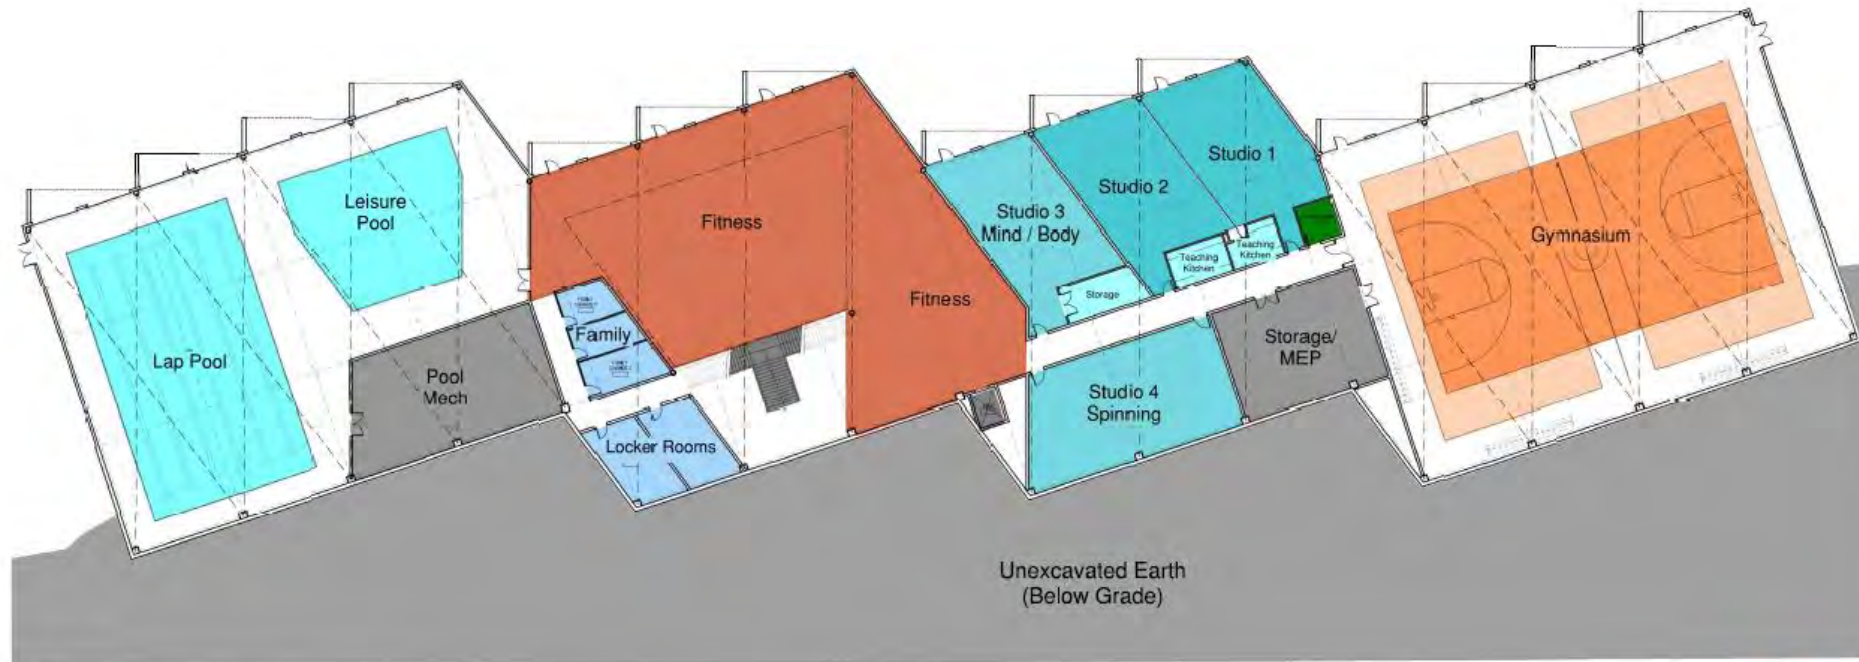 Leisure
Pool
Lap Pool
Pool
Mech
Family
Locker Rooms
Fitness
Fitness
Studio 3
Mind / Body
Studio 2
Studio 1
Teaching
Kitchen
Teaching
Kitchen
Storage
Studio 4
Spinning
Storage/
MEP
Gymnasium
Unexcavated Earth
(Below Grade)